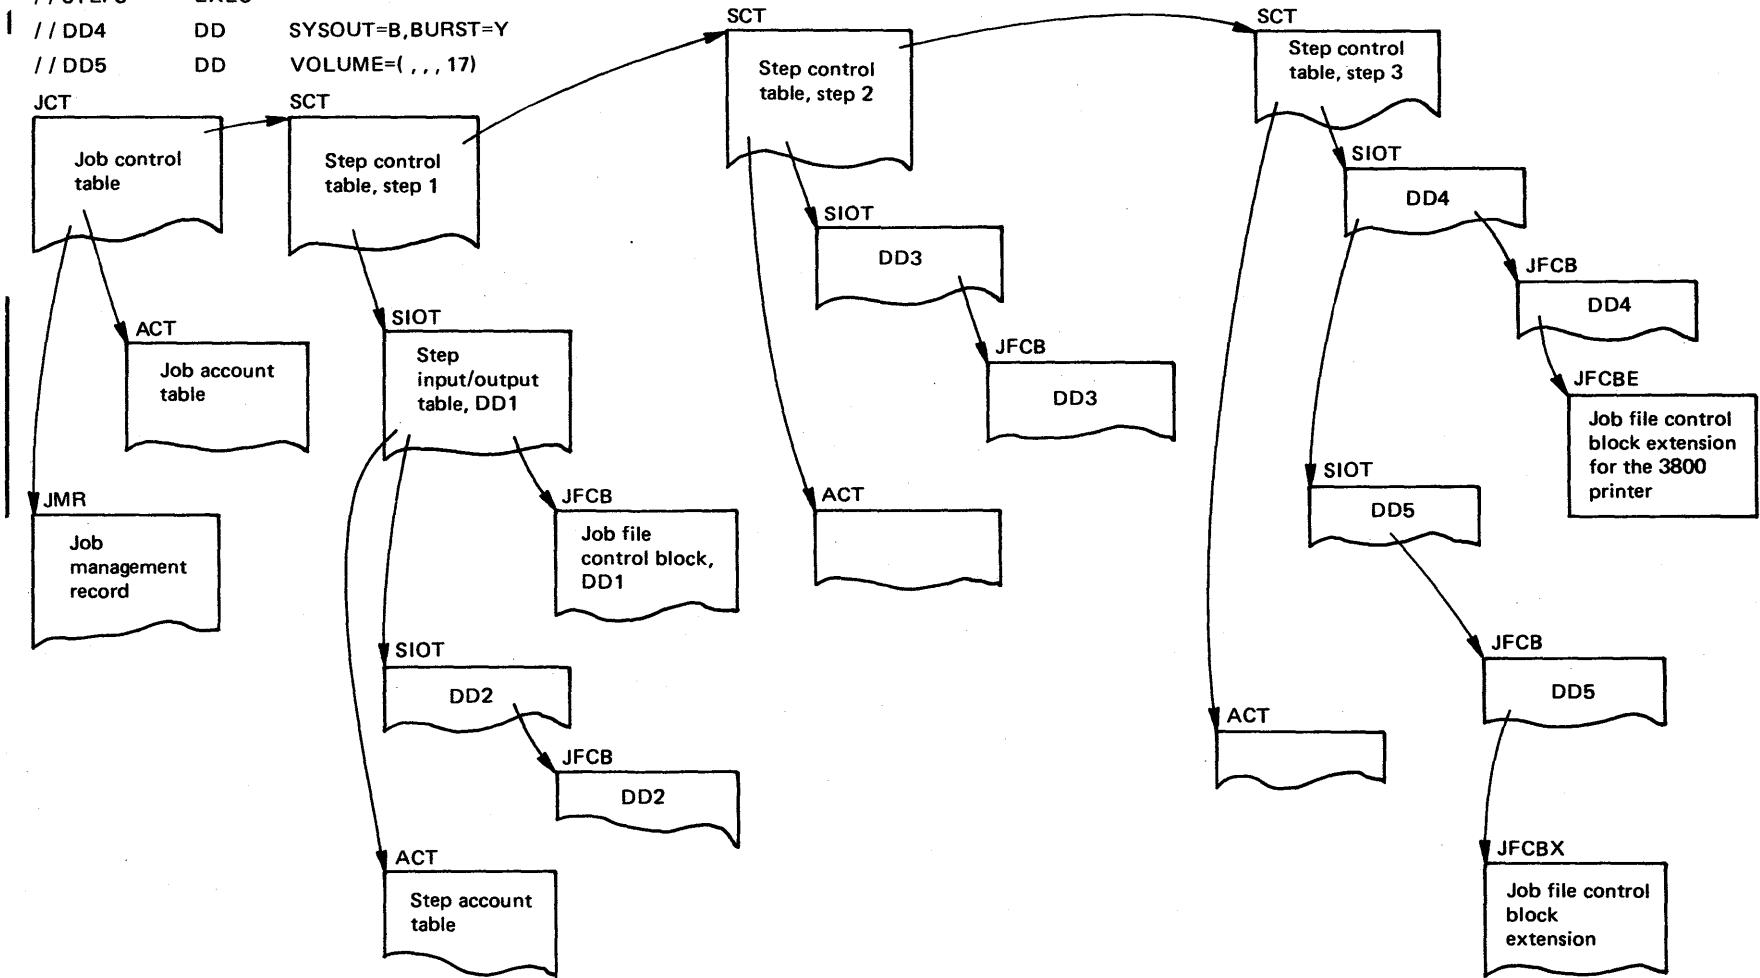 //DD4 DD SYSOUT=B,BURST=Y
//DD5 DD VOLUME=( , , , 17)
JCT
Job control
table
SCT
Step control
table, step 1
SCT
Step control
table, step 2
SCT
Step control
table, step 3
SIOT
DD4
SIOT
DD3
JFCB
DD4
ACT
Job account
table
SIOT
Step
input/output
table, DD1
JFCB
DD3
JFCBE
Job file control
block extension
for the 3800
printer
JMR
Job
management
record
JFCB
Job file
control block,
DD1
ACT
SIOT
DD5
SIOT
DD2
JFCB
DD2
ACT
JFCB
DD5
ACT
Step account
table
JFCBX
Job file control
block
extension